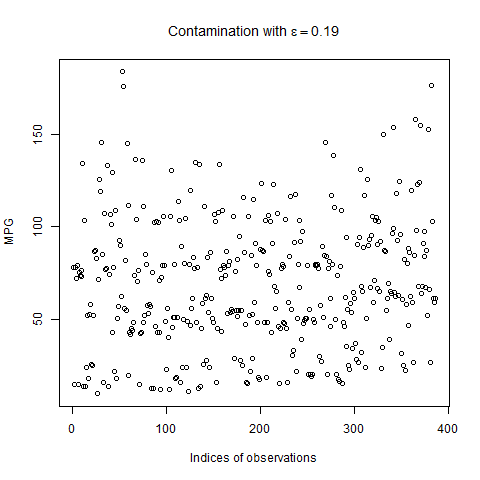 Contamination with ε = 0.19
MPG
150
100
50
0 100 200 300 400
Indices of observations